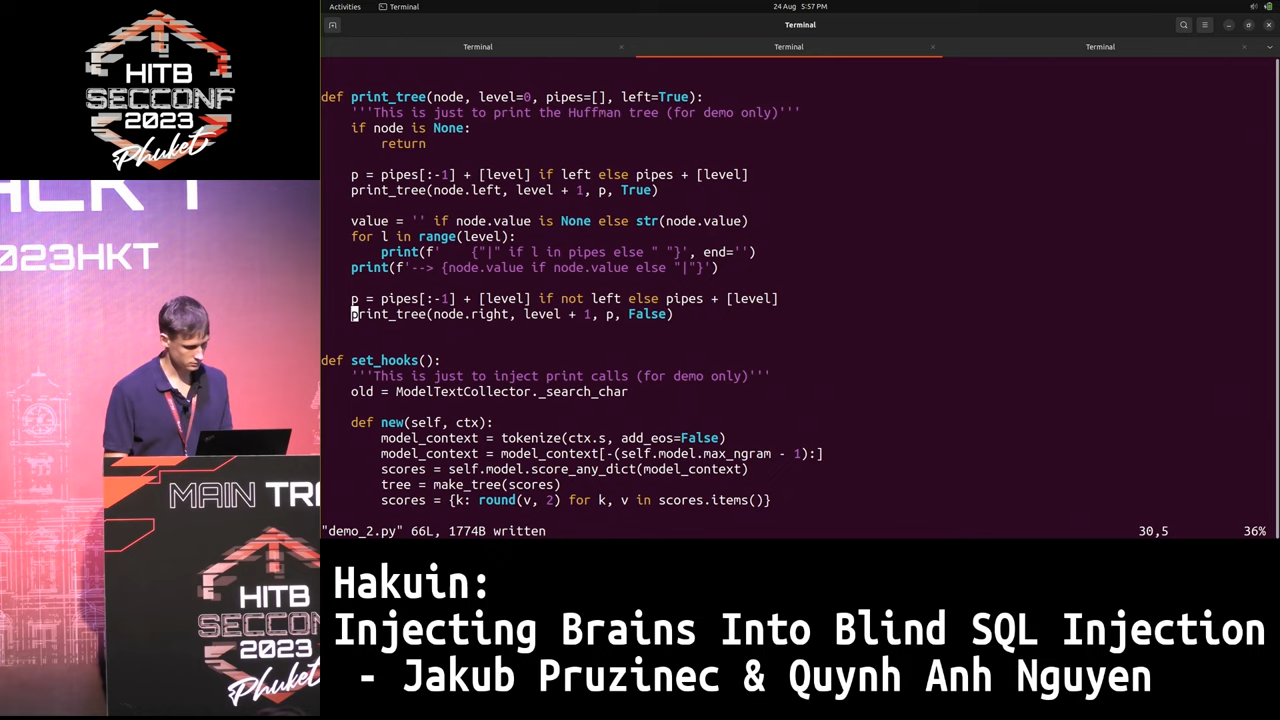 HITB
SECCONF
2023
Phuket
2023HKT
MAIN TRA
HITB
SECCONF
2023
Phuket
Activities
Terminal
24 Aug 5:57 PM
Terminal
Terminal
Terminal
Terminal
def print_tree(node, level=0, pipes=[], left=True):
'''This is just to print the Huffman tree (for demo only)'''
if node is None:
return
p = pipes[:-1] + [level] if left else pipes + [level]
print_tree(node.left, level + 1, p, True)
value = '' if node.value is None else str(node.value)
for l in range(level):
print(f'    {"|" if l in pipes else " "}', end='')
print(f'--> {node.value if node.value else "|"}')
p = pipes[:-1] + [level] if not left else pipes + [level]
print_tree(node.right, level + 1, p, False)
def set_hooks():
'''This is just to inject print calls (for demo only)'''
old = ModelTextCollector._search_char
def new(self, ctx):
model_context = tokenize(ctx.s, add_eos=False)
model_context = model_context[-(self.model.max_ngram - 1):]
scores = self.model.score_any_dict(model_context)
tree = make_tree(scores)
scores = {k: round(v, 2) for k, v in scores.items()}
"demo_2.py" 66L, 1774B written
30,5
36%
Hakuin:
Injecting Brains Into Blind SQL Injection
- Jakub Pruzinec & Quynh Anh Nguyen